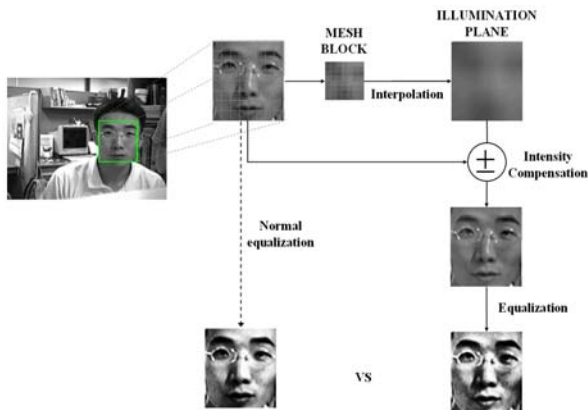 ILLUMINATION
PLANE
MESH
BLOCK
Interpolation
Intensity
Compensation
Normal
equalization
Equalization
VS